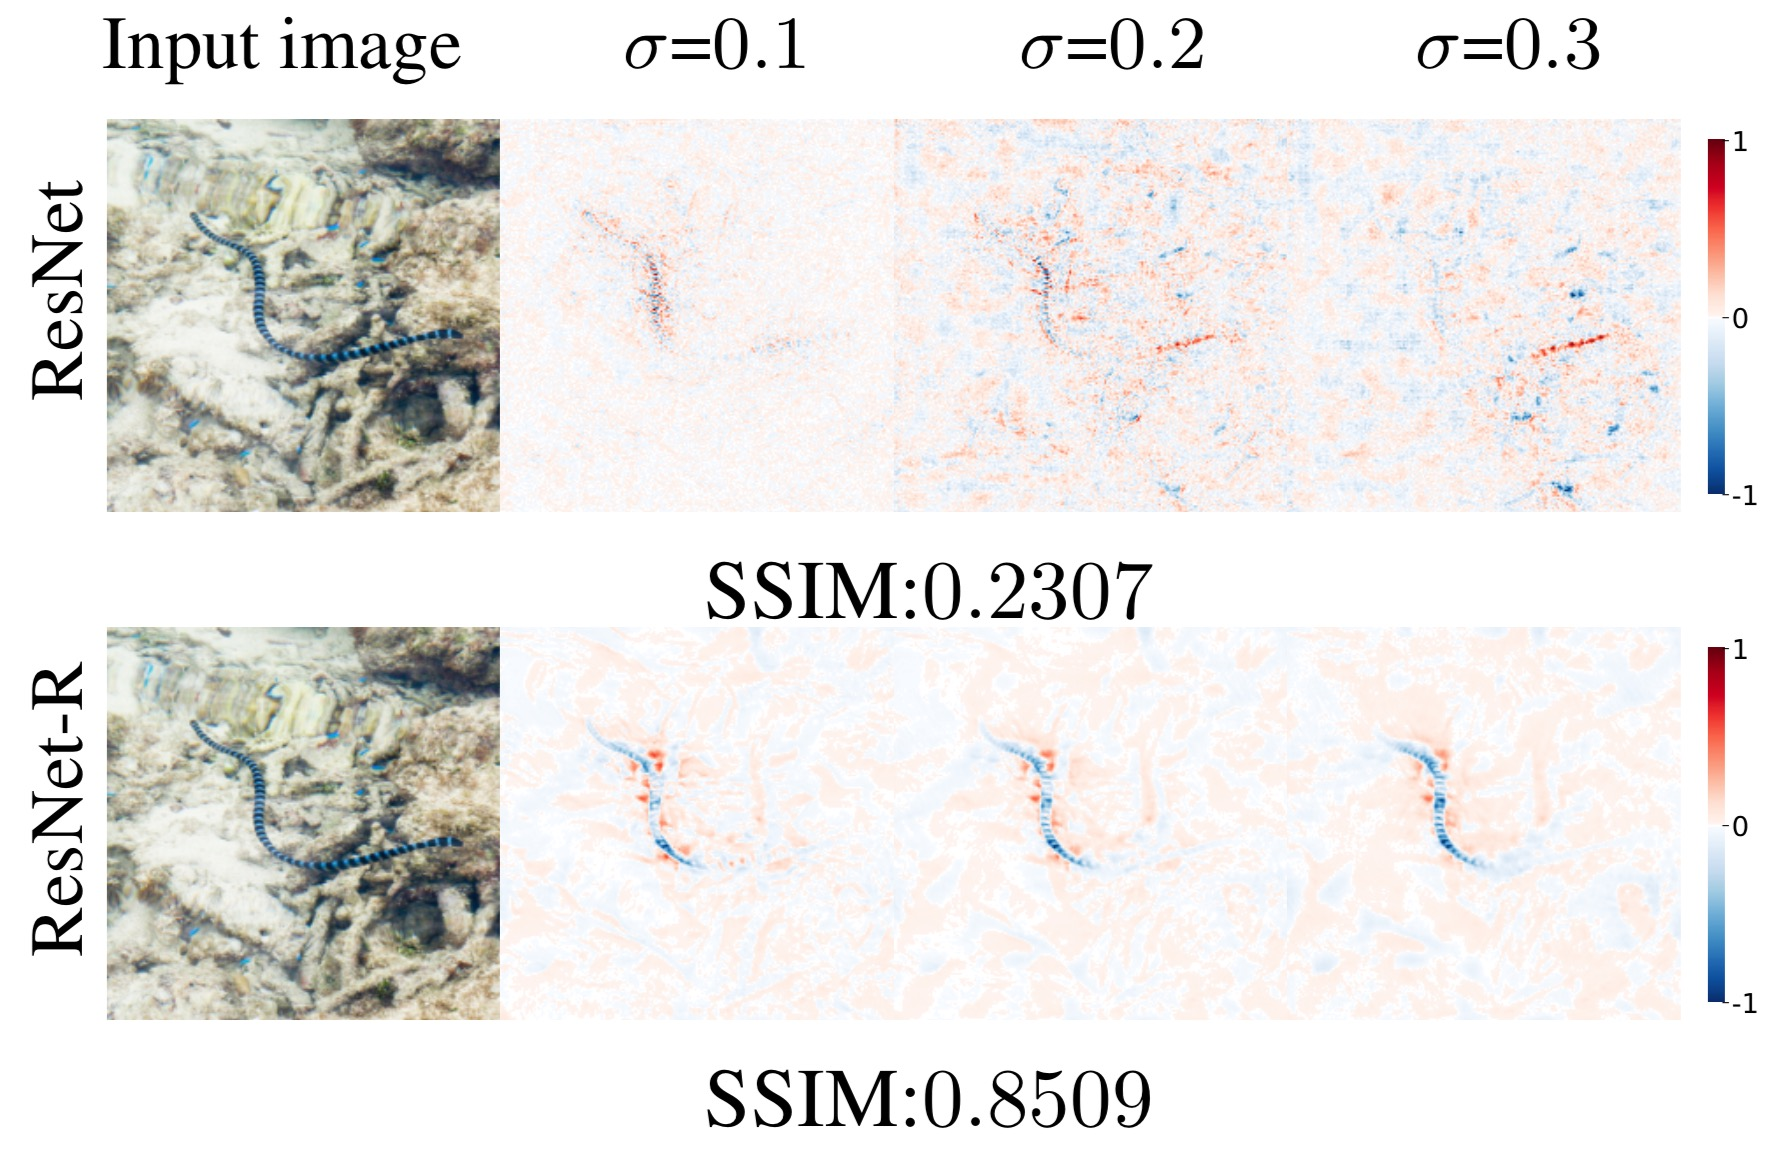 Input image σ=0.1 σ=0.2 σ=0.3
ResNet
1
0
-1
SSIM:0.2307
ResNet-R
1
0
-1
SSIM:0.8509